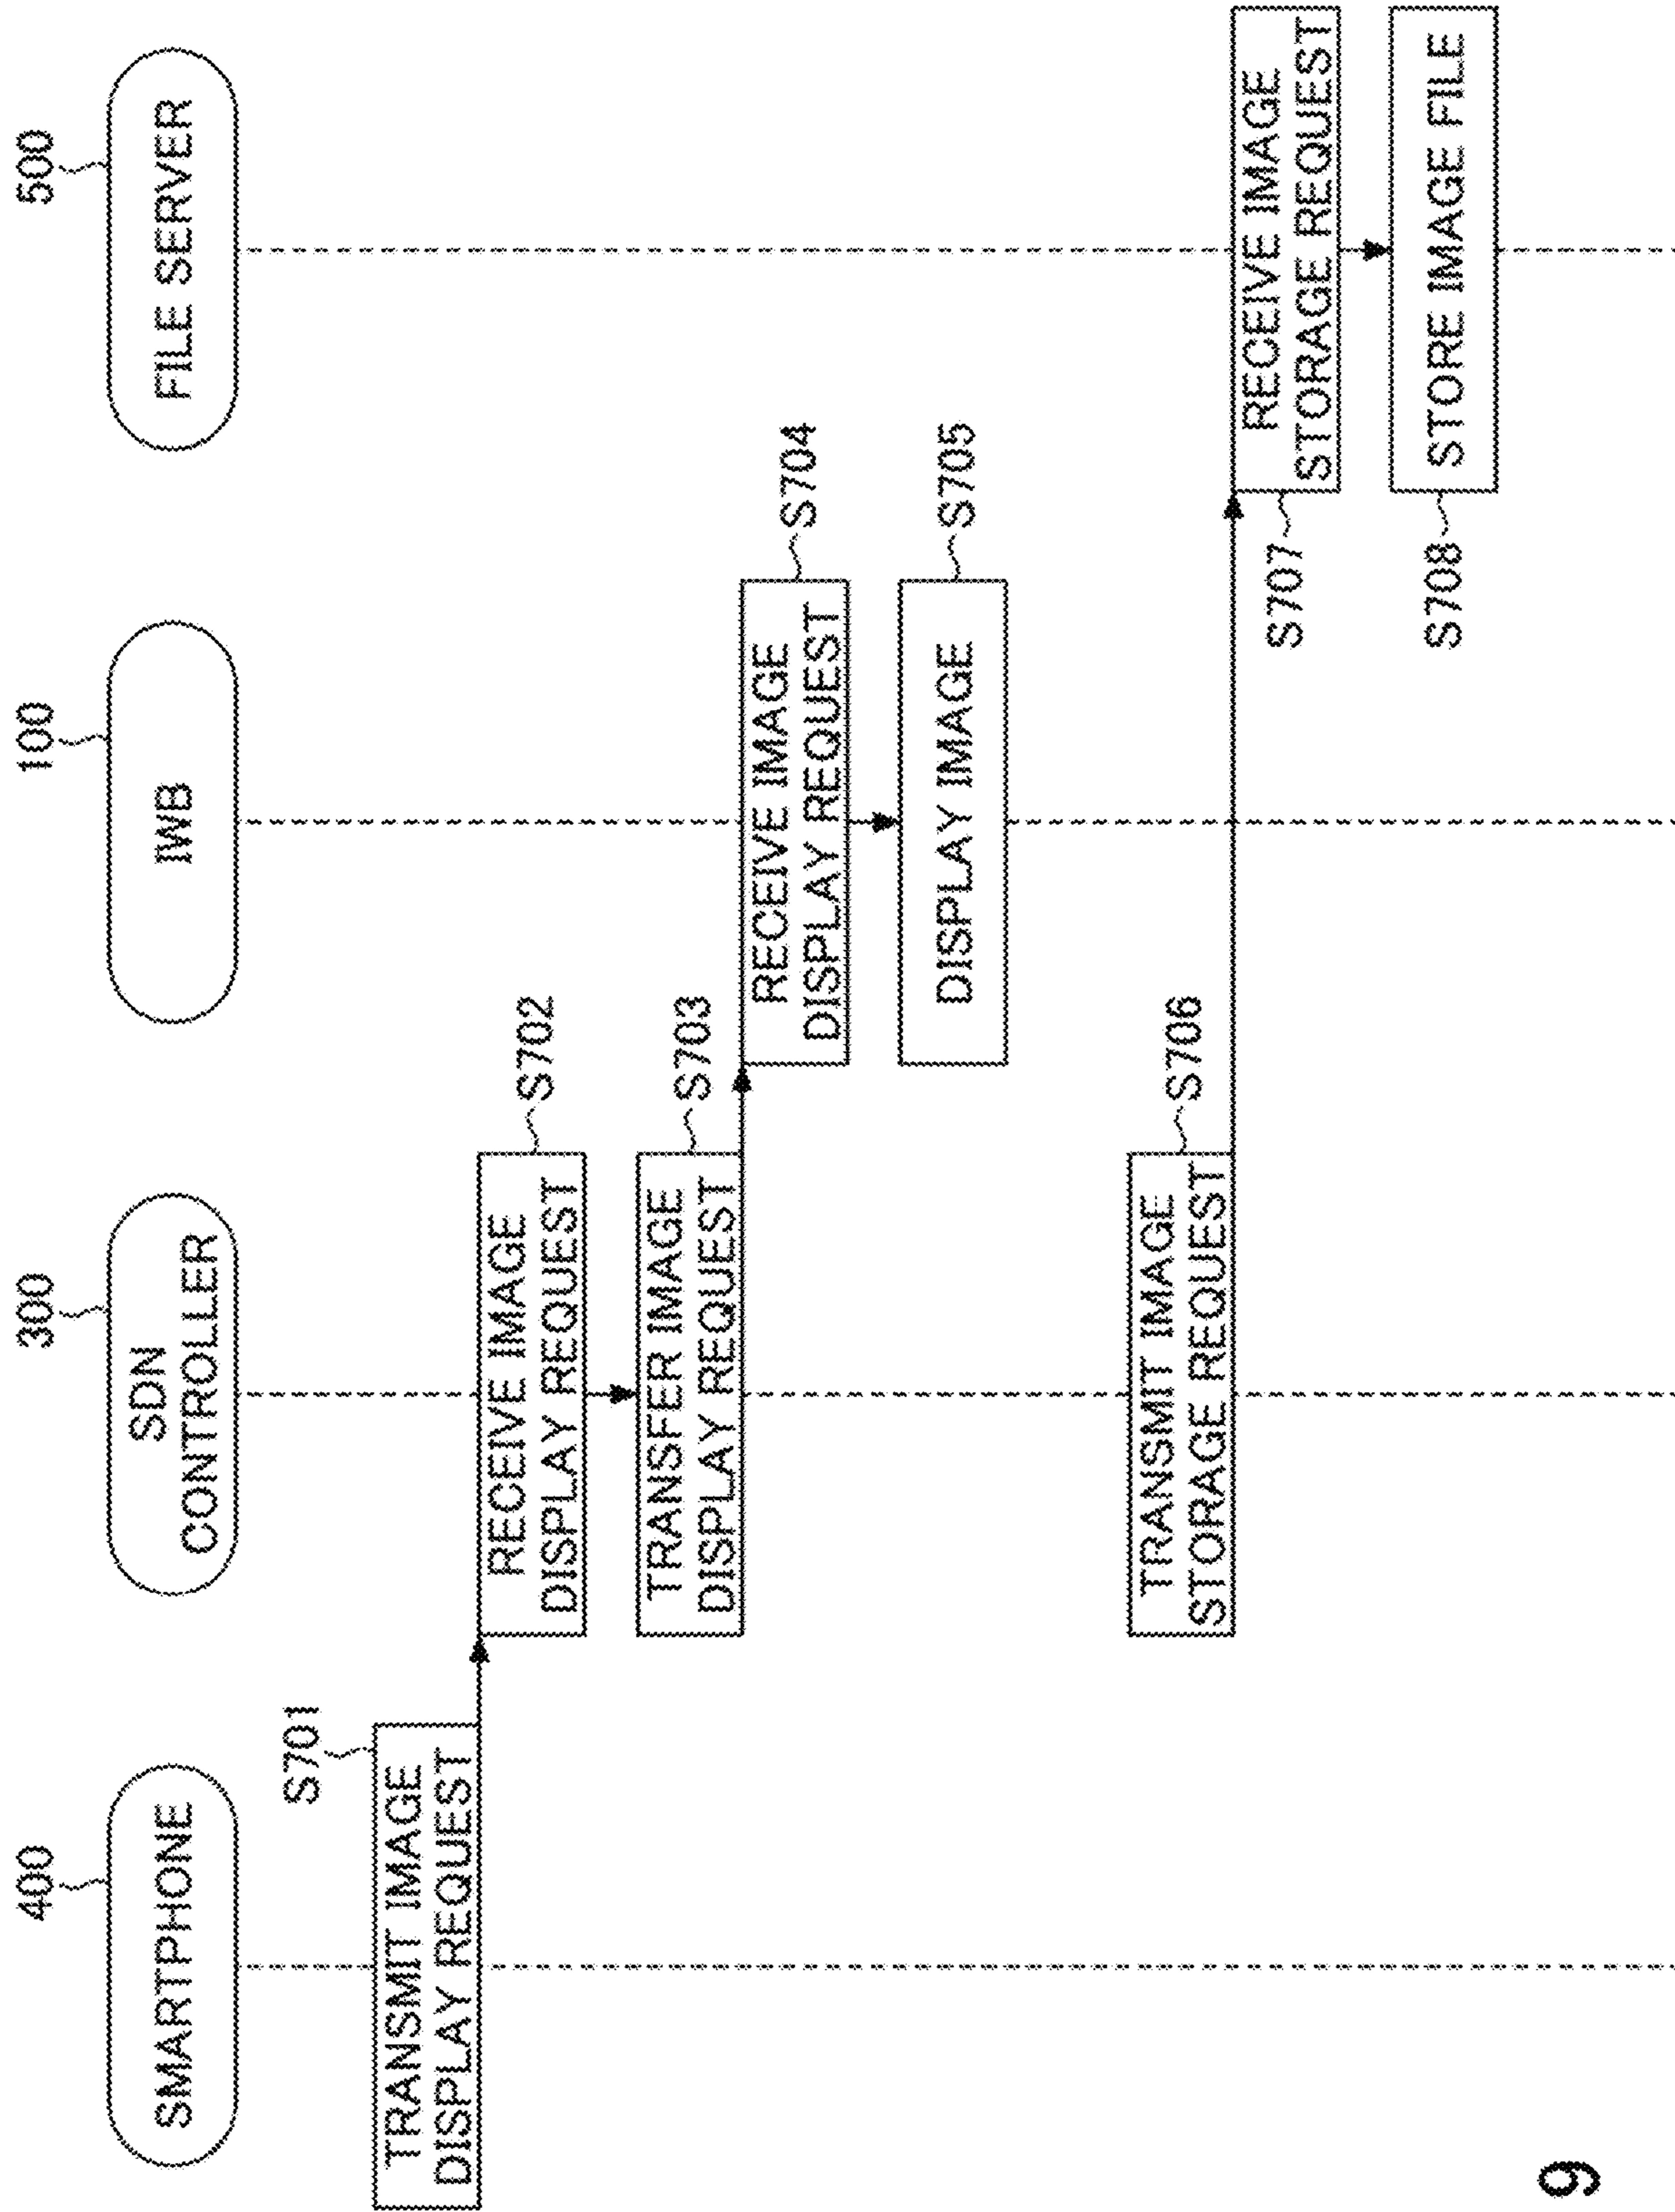 400
300
100
500
SMARTPHONE
SDN
CONTROLLER
IWB
FILE SERVER
S701
TRANSMIT IMAGE
DISPLAY REQUEST
RECEIVE IMAGE
DISPLAY REQUEST
S702
TRANSFER IMAGE
DISPLAY REQUEST
S703
RECEIVE IMAGE
DISPLAY REQUEST
S704
DISPLAY IMAGE
S705
TRANSMIT IMAGE
STORAGE REQUEST
S706
S707
RECEIVE IMAGE
STORAGE REQUEST
S708
STORE IMAGE FILE
9